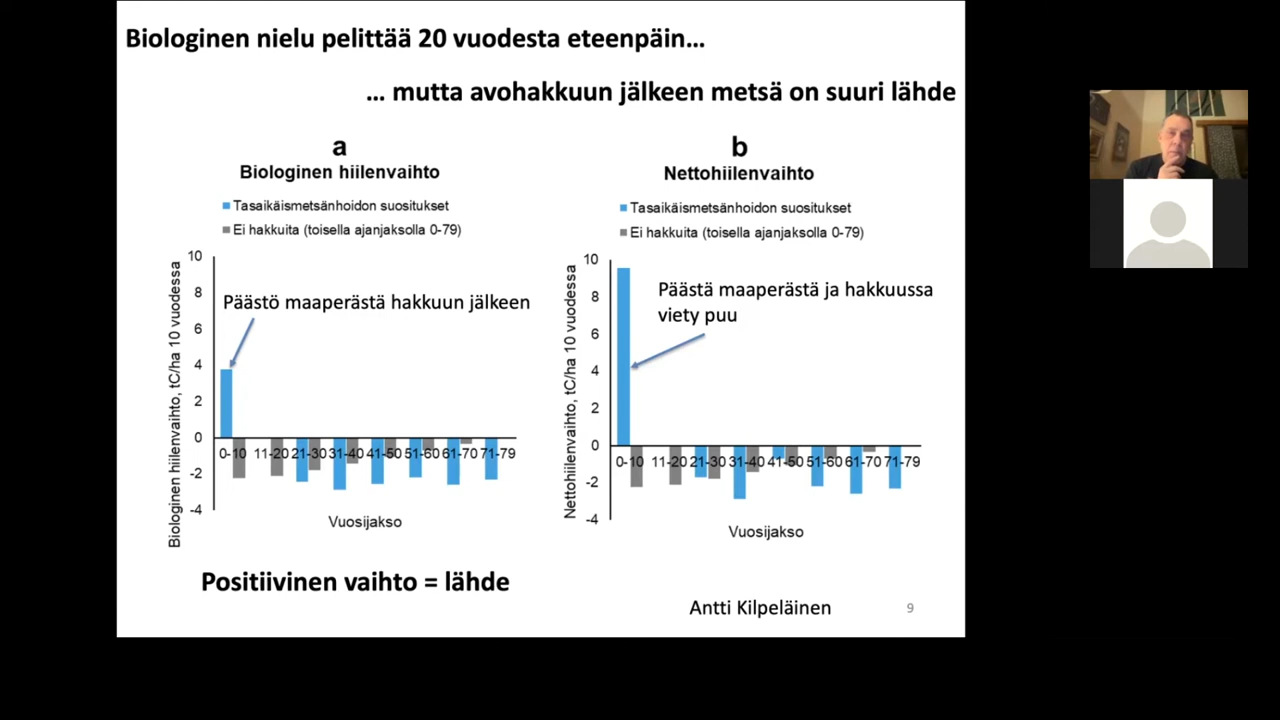 Biologinen nielu pelittää 20 vuodesta eteenpäin…
… mutta avohakkuun jälkeen metsä on suuri lähde
a
Biologinen hiilenvaihto
Tasaikäismetsänhoidon suositukset
Ei hakkuita (toisella ajanjaksolla 0-79)
Biologinen hiilenvaihto, tC/ha 10 vuodessa
10
8
6
4
2
0
-2
-4
Päästö maaperästä hakkuun jälkeen
0-10 11-20 21-30 31-40 41-50 51-60 61-70 71-79
Vuosijakso
b
Nettohiilenvaihto
Tasaikäismetsänhoidon suositukset
Ei hakkuita (toisella ajanjaksolla 0-79)
Nettohiilenvaihto, tC/ha 10 vuodessa
10
8
6
4
2
0
-2
-4
Päästä maaperästä ja hakkuussa
viety puu
0-10 11-20 21-30 31-40 41-50 51-60 61-70 71-79
Vuosijakso
Positiivinen vaihto = lähde
Antti Kilpeläinen
9